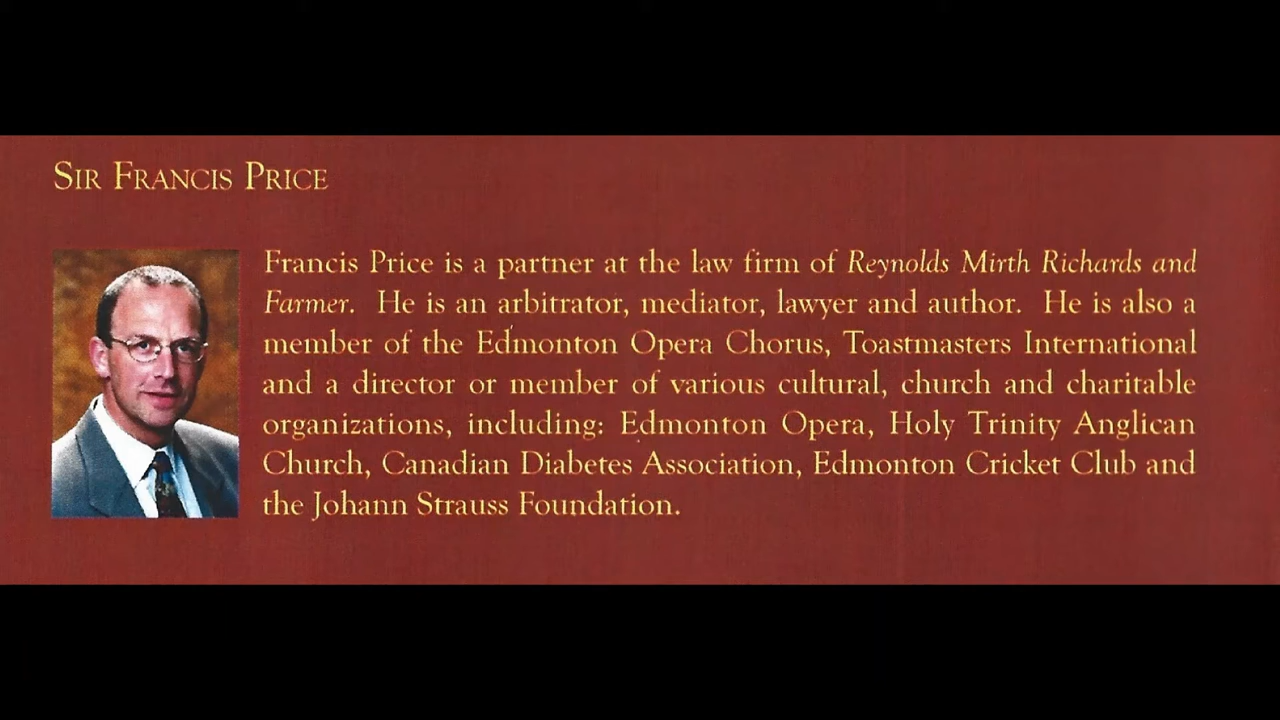 SIR FRANCIS PRICE
Francis Price is a partner at the law firm of Reynolds Mirth Richards and
Farmer. He is an arbitrator, mediator, lawyer and author. He is also a
member of the Edmonton Opera Chorus, Toastmasters International
and a director or member of various cultural, church and charitable
organizations, including: Edmonton Opera, Holy Trinity Anglican
Church, Canadian Diabetes Association, Edmonton Cricket Club and
the Johann Strauss Foundation.